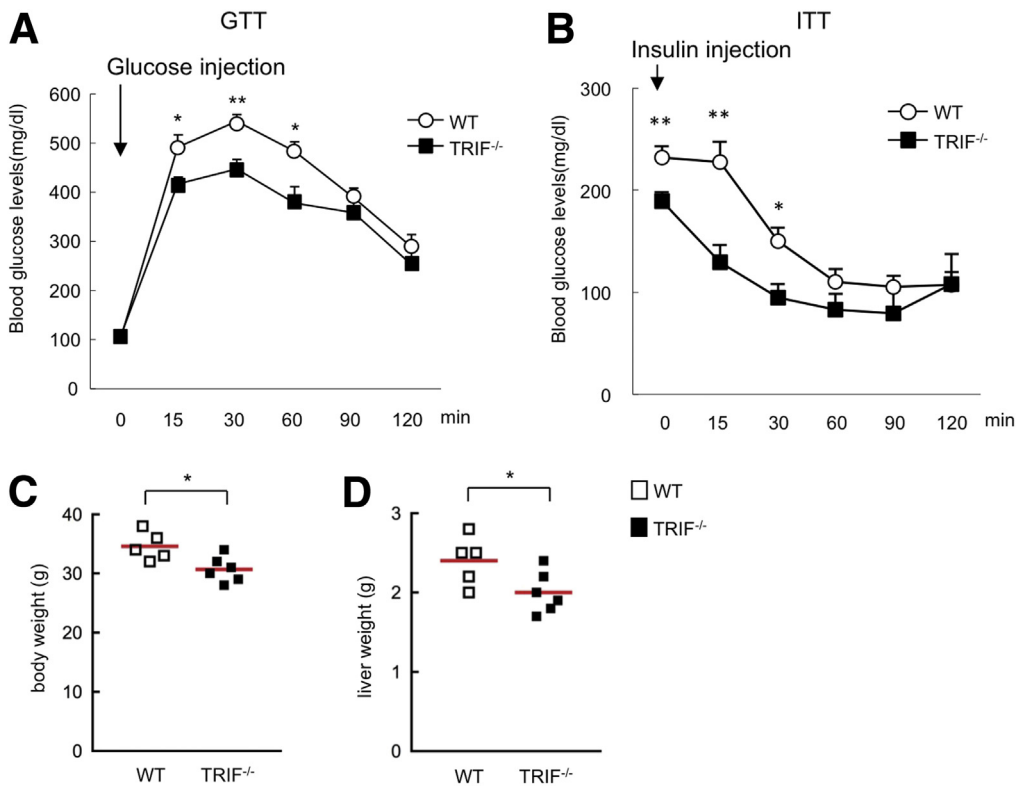 A
GTT
Glucose injection
Blood glucose levels(mg/dl)
600
500
400
300
200
100
0
*
**
*
WT
TRIF-/-
0 15 30 60 90 120 min
B
ITT
Insulin injection
Blood glucose levels(mg/dl)
300
200
100
0
**
**
*
WT
TRIF-/-
0 15 30 60 90 120 min
C
*
body weight (g)
40
30
20
10
0
WT TRIF-/-
D
*
liver weight (g)
3
2
1
0
WT TRIF-/-
WT
TRIF-/-